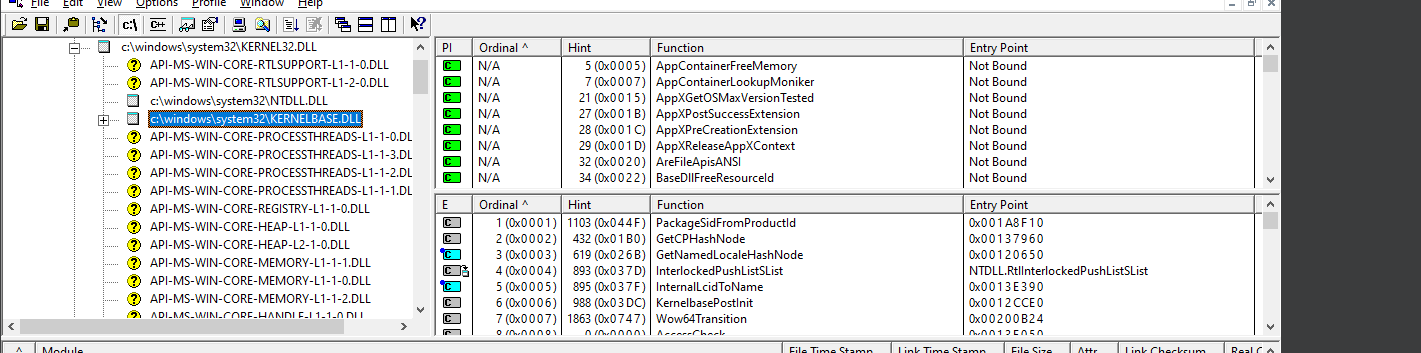 File Edit View Options Profile Window Help
c:\ C++
c:\windows\system32\KERNEL32.DLL
API-MS-WIN-CORE-RTLSUPPORT-L1-1-0.DLL
API-MS-WIN-CORE-RTLSUPPORT-L1-2-0.DLL
c:\windows\system32\NTDLL.DLL
c:\windows\system32\KERNELBASE.DLL
API-MS-WIN-CORE-PROCESSTHREADS-L1-1-0.DL
API-MS-WIN-CORE-PROCESSTHREADS-L1-1-3.DL
API-MS-WIN-CORE-PROCESSTHREADS-L1-1-2.DL
API-MS-WIN-CORE-PROCESSTHREADS-L1-1-1.DL
API-MS-WIN-CORE-REGISTRY-L1-1-0.DLL
API-MS-WIN-CORE-HEAP-L1-1-0.DLL
API-MS-WIN-CORE-HEAP-L2-1-0.DLL
API-MS-WIN-CORE-MEMORY-L1-1-1.DLL
API-MS-WIN-CORE-MEMORY-L1-1-0.DLL
API-MS-WIN-CORE-MEMORY-L1-1-2.DLL
API-MS-WIN-CORE-HANDLE-L1-1-0.DLL
PI Ordinal ^ Hint Function Entry Point
C N/A 5 (0x0005) AppContainerFreeMemory Not Bound
C N/A 7 (0x0007) AppContainerLookupMoniker Not Bound
C N/A 21 (0x0015) AppXGetOSMaxVersionTested Not Bound
C N/A 27 (0x001B) AppXPostSuccessExtension Not Bound
C N/A 28 (0x001C) AppXPreCreationExtension Not Bound
C N/A 29 (0x001D) AppXReleaseAppXContext Not Bound
C N/A 32 (0x0020) AreFileApisANSI Not Bound
C N/A 34 (0x0022) BaseDllFreeResourceId Not Bound
E Ordinal ^ Hint Function Entry Point
C 1 (0x0001) 1103 (0x044F) PackageSidFromProductId 0x001A8F10
C 2 (0x0002) 432 (0x01B0) GetCPHashNode 0x00137960
C 3 (0x0003) 619 (0x026B) GetNamedLocaleHashNode 0x00120650
C 4 (0x0004) 893 (0x037D) InterlockedPushListSList NTDLL.RtlInterlockedPushListSList
C 5 (0x0005) 895 (0x037F) InternalLcidToName 0x0013E390
C 6 (0x0006) 988 (0x03DC) KernelbasePostInit 0x0012CCE0
C 7 (0x0007) 1863 (0x0747) Wow64Transition 0x00200B24
8 (0x0008) 0 (0x0000) AccessCheck 0x0013F050
^ Module File Time Stamp Link Time Stamp File Size Attr. Link Checksum Real C